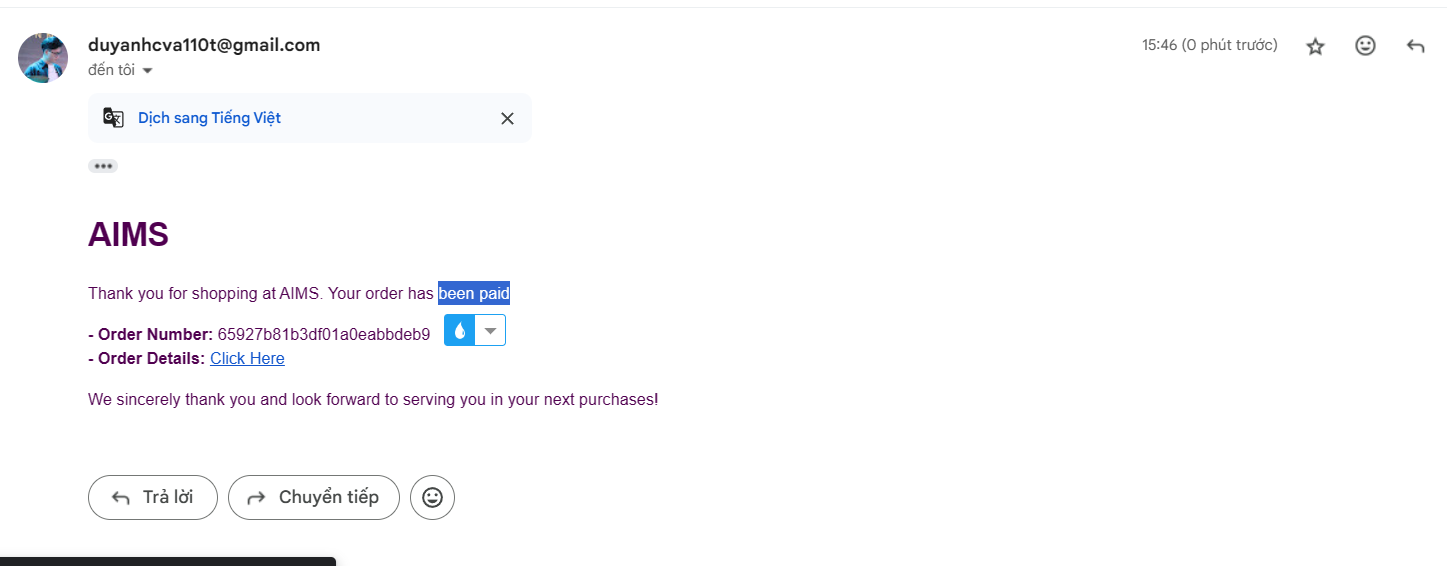 duyanhcva110t@gmail.com
15:46 (0 phút trước)
đến tôi
Dịch sang Tiếng Việt
AIMS
Thank you for shopping at AIMS. Your order has been paid
- Order Number: 65927b81b3df01a0eabbdeb9
- Order Details: Click Here
We sincerely thank you and look forward to serving you in your next purchases!
Trả lời
Chuyển tiếp